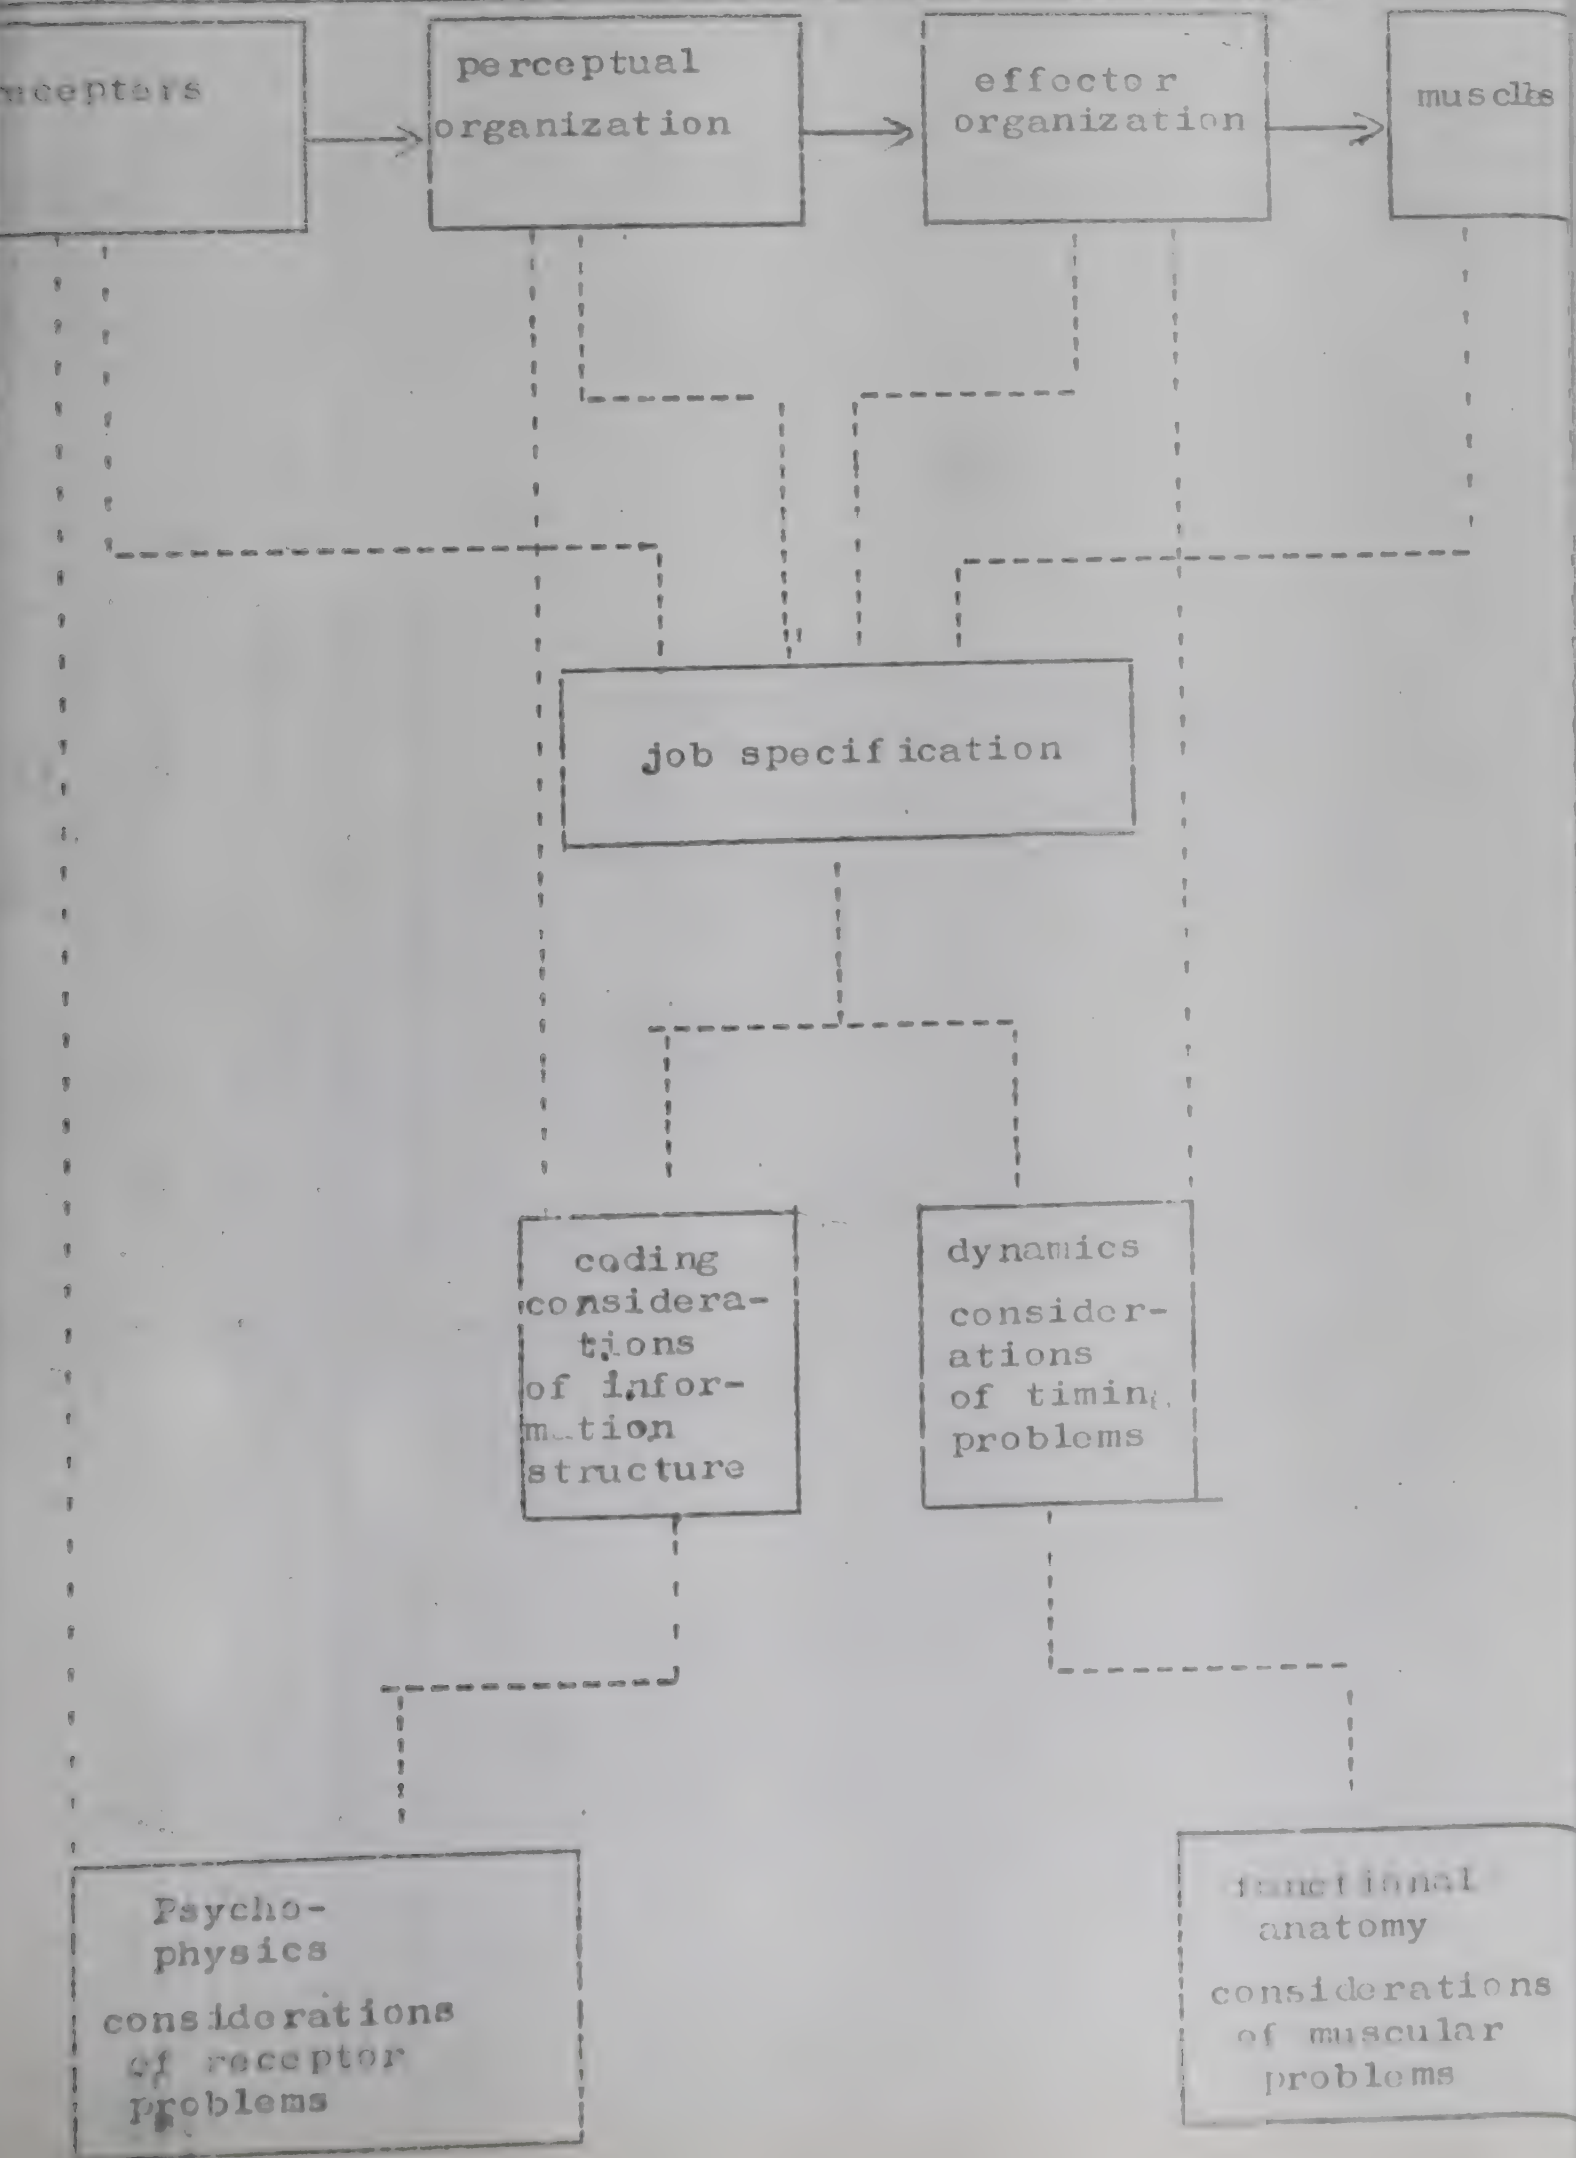 perceptual
organization
effector
organization
muscles
job specification
coding
considera-
tions
of infor-
mation
structure
dynamics
consider-
ations
of timing
problems
Psycho-
physics
considerations
of receptor
problems
functional
anatomy
considerations
of muscular
problems